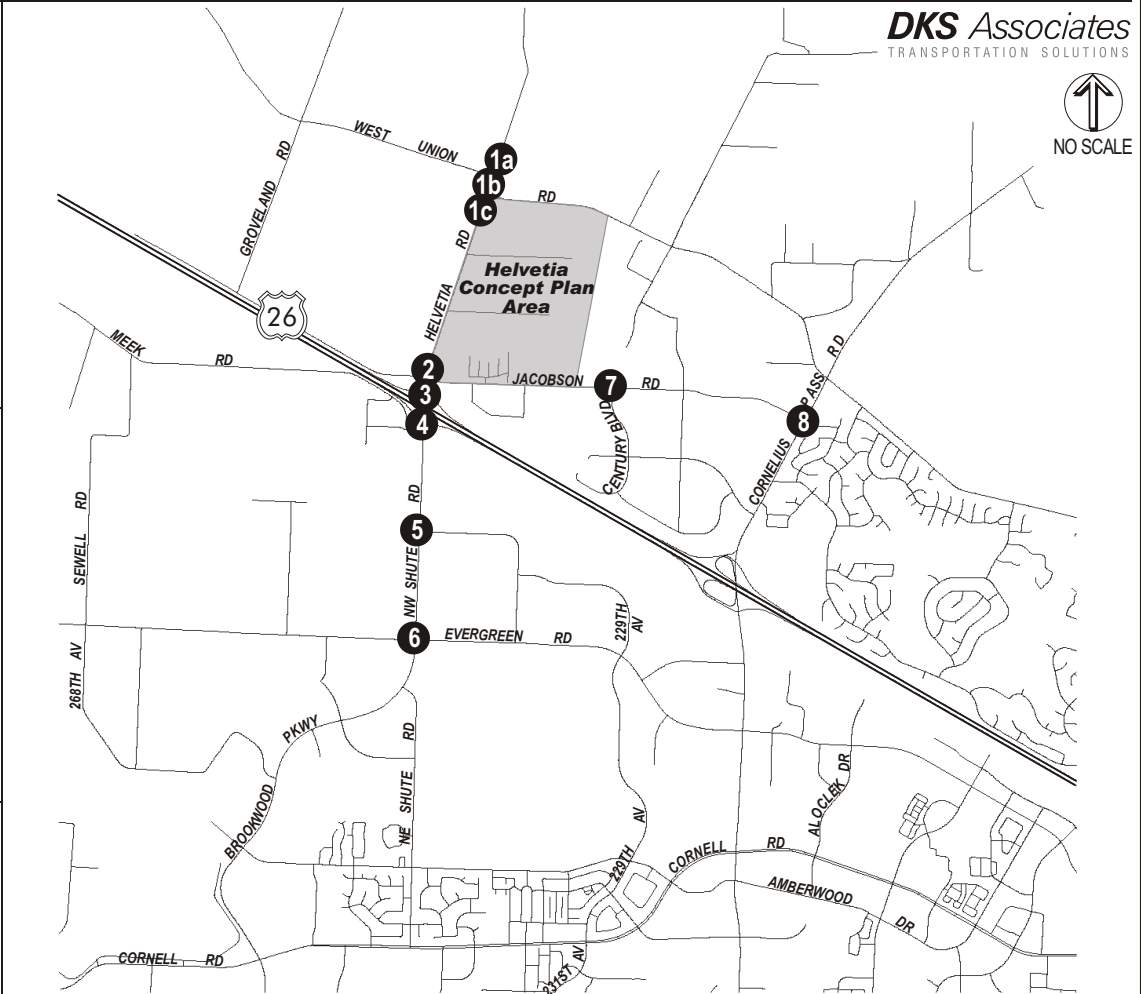 DKS Associates
TRANSPORTATION SOLUTIONS
NO SCALE
WEST UNION RD
GROVELAND RD
1a
1b
1c
HELVETIA RD
Helvetia
Concept Plan
Area
26
MEEK RD
2
3
4
JACOBSON RD
7
CENTURY BLVD
8
CORNELIUS PASS RD
SEWELL RD
5
NW SHUTE RD
6
EVERGREEN RD
229TH AV
268TH AV
BROOKWOOD PKWY
NE SHUTE RD
ALOCLEK DR
229TH AV
CORNELL RD
AMBERWOOD DR
CORNELL RD
231ST AV